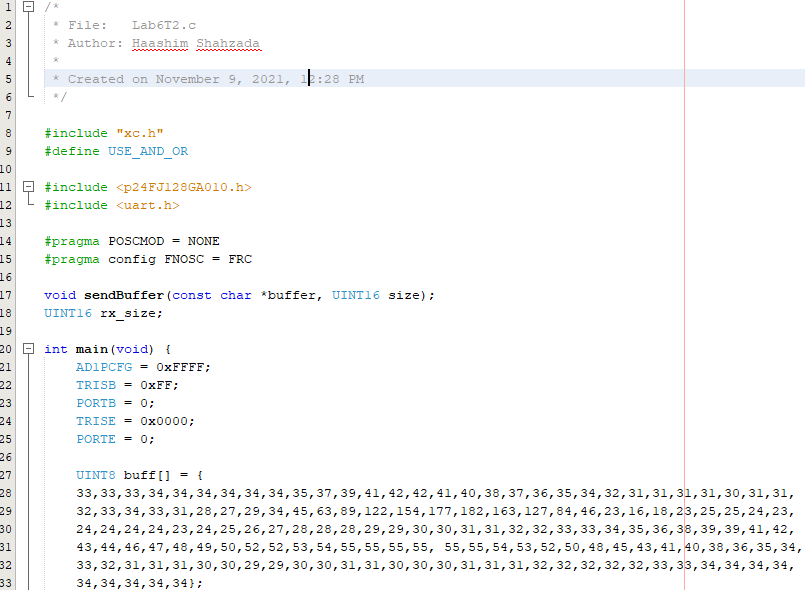 1 /*
2 * File: Lab6T2.c
3 * Author: Haashim Shahzada
4 *
5 * Created on November 9, 2021, 12:28 PM
6 */
7
8 #include "xc.h"
9 #define USE_AND_OR
10
11 #include <p24FJ128GA010.h>
12 #include <uart.h>
13
14 #pragma POSCMOD = NONE
15 #pragma config FNOSC = FRC
16
17 void sendBuffer(const char *buffer, UINT16 size);
18 UINT16 rx_size;
19
20 int main(void) {
21 AD1PCFG = 0xFFFF;
22 TRISB = 0xFF;
23 PORTB = 0;
24 TRISE = 0x0000;
25 PORTE = 0;
26
27 UINT8 buff[] = {
28 33,33,33,34,34,34,34,34,34,35,37,39,41,42,42,41,40,38,37,36,35,34,32,31,31,31,31,30,31,31,
29 32,33,34,33,31,28,27,29,34,45,63,89,122,154,177,182,163,127,84,46,23,16,18,23,25,25,24,23,
30 24,24,24,24,23,24,25,26,27,28,28,28,29,29,30,30,31,31,32,32,33,33,34,35,36,38,39,39,41,42,
31 43,44,46,47,48,49,50,52,52,53,54,55,55,55,55, 55,55,54,53,52,50,48,45,43,41,40,38,36,35,34,
32 33,32,31,31,31,30,30,29,29,30,30,31,31,30,30,30,31,31,31,32,32,32,32,32,33,33,34,34,34,34,
33 34,34,34,34,34};